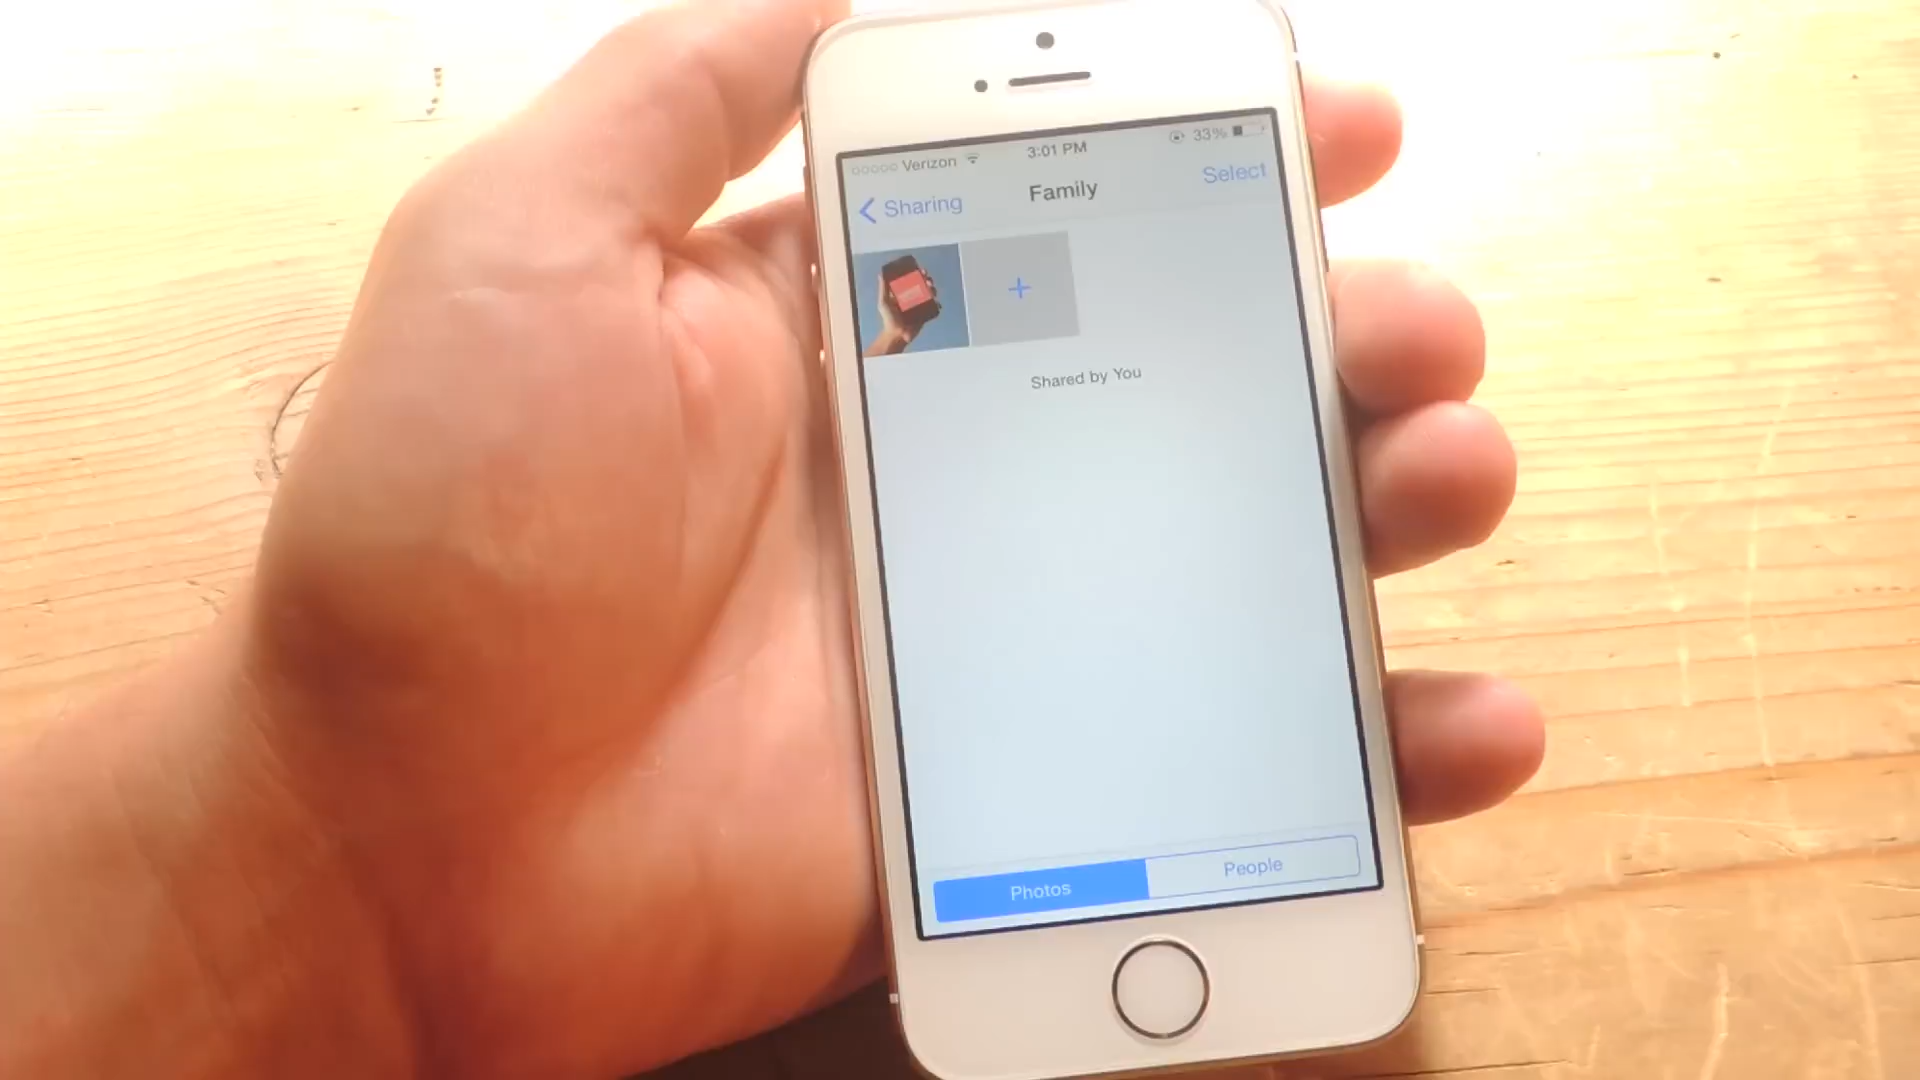 Verizon 3:01 PM 33%
Sharing Family Select
+
Shared by You
Photos People